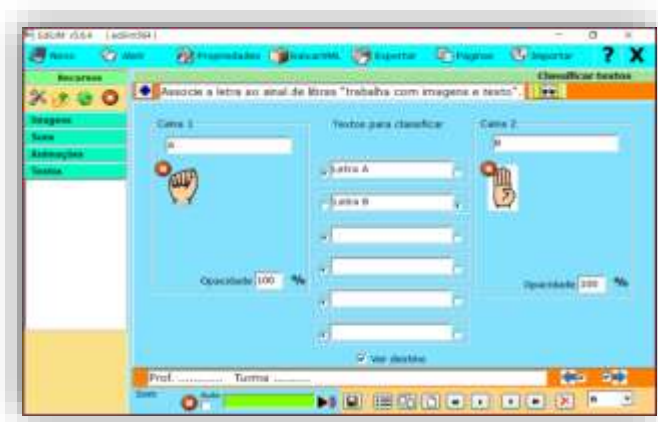 EdiLIM
Novo Abrir Propriedades Exportar Páginas Importar ? X
Recursos Classificar textos
Associe a letra ao sinal de libras "trabalha com imagens e texto".
Imagens
Sons
Animações
Textos
Caixa 1 Textos para classificar Caixa 2
A B
Letra A
Letra B
Opacidade 100 % Opacidade 100 %
Ver destino
Prof. ............ Turma ............
Som